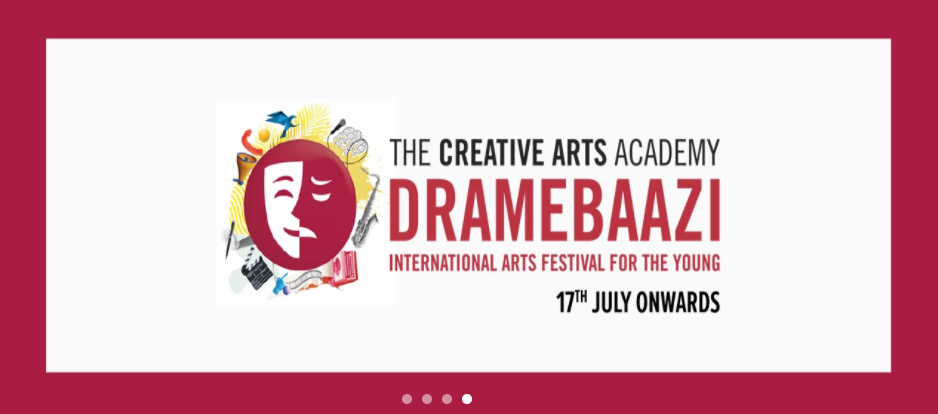 THE CREATIVE ARTS ACADEMY
DRAMEBAAZI
INTERNATIONAL ARTS FESTIVAL FOR THE YOUNG
17TH JULY ONWARDS